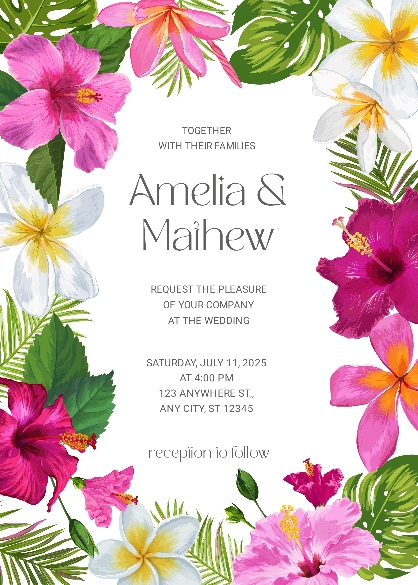 TOGETHER
WITH THEIR FAMILIES
Amelia &
Mathew
REQUEST THE PLEASURE
OF YOUR COMPANY
AT THE WEDDING
SATURDAY, JULY 11, 2025
AT 4:00 PM
123 ANYWHERE ST.,
ANY CITY, ST 12345
reception to follow